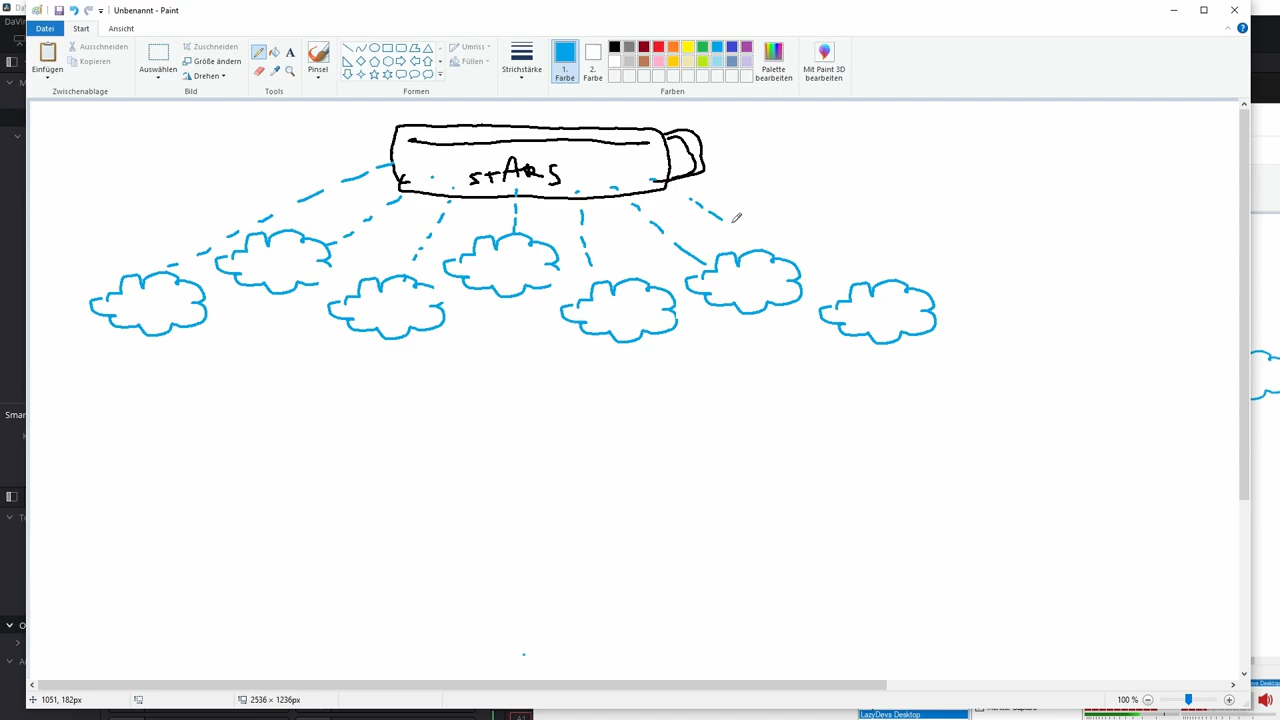 Unbenannt - Paint
Datei Start Ansicht
Einfügen
Ausschneiden
Kopieren
Zwischenablage
Auswählen
Zuschneiden
Größe ändern
Drehen
Bild
Tools
Pinsel
Formen
Umriss
Füllen
Strichstärke
1. Farbe
2. Farbe
Palette bearbeiten
Mit Paint 3D bearbeiten
Farben
STARS
Smar
1051, 182px
2536 × 1236px
100 %
LazyDevs Desktop